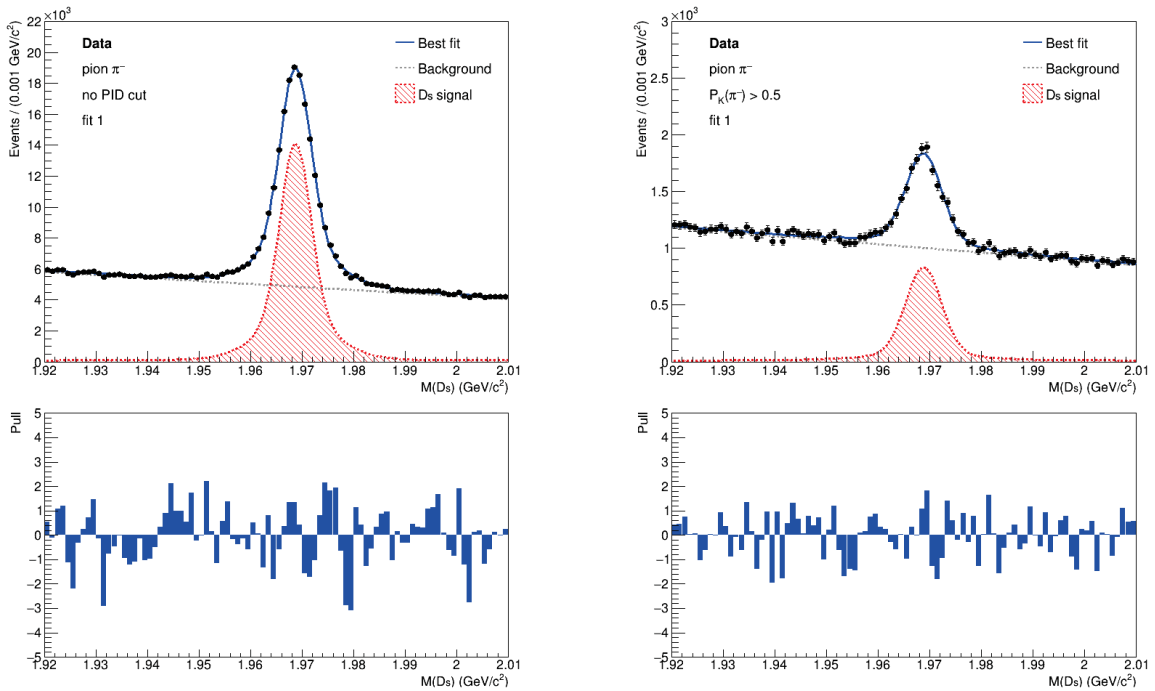 ×10³
22
20
18
16
14
12
10
8
6
4
2
0
Events / (0.001 GeV/c²)
Data
pion π⁻
no PID cut
fit 1
Best fit
Background
Dₛ signal
1.92 1.93 1.94 1.95 1.96 1.97 1.98 1.99 2 2.01
M(Dₛ) (GeV/c²)
5
4
3
2
1
0
−1
−2
−3
−4
−5
Pull
1.92 1.93 1.94 1.95 1.96 1.97 1.98 1.99 2 2.01
M(Dₛ) (GeV/c²)
×10³
3
2.5
2
1.5
1
0.5
0
Events / (0.001 GeV/c²)
Data
pion π⁻
P_K(π⁻) > 0.5
fit 1
Best fit
Background
Dₛ signal
1.92 1.93 1.94 1.95 1.96 1.97 1.98 1.99 2 2.01
M(Dₛ) (GeV/c²)
5
4
3
2
1
0
−1
−2
−3
−4
−5
Pull
1.92 1.93 1.94 1.95 1.96 1.97 1.98 1.99 2 2.01
M(Dₛ) (GeV/c²)